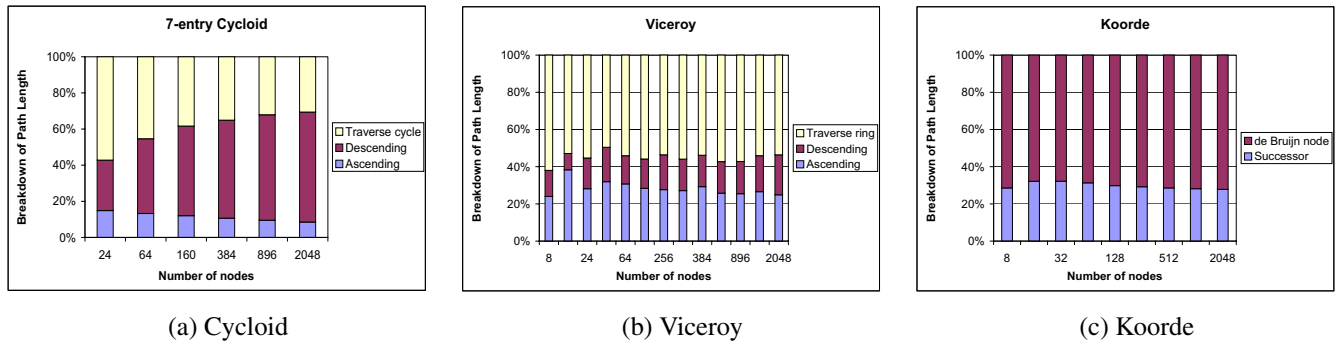 7-entry Cycloid
Breakdown of Path Length
100%
80%
60%
40%
20%
0%
24 64 160 384 896 2048
Number of nodes
Traverse cycle
Descending
Ascending
(a) Cycloid
Viceroy
Breakdown of Path Length
100%
80%
60%
40%
20%
0%
8 24 64 256 384 896 2048
Number of nodes
Traverse ring
Descending
Ascending
(b) Viceroy
Koorde
Breakdown of Path Length
100%
80%
60%
40%
20%
0%
8 32 128 512 2048
Number of nodes
de Bruijn node
Successor
(c) Koorde